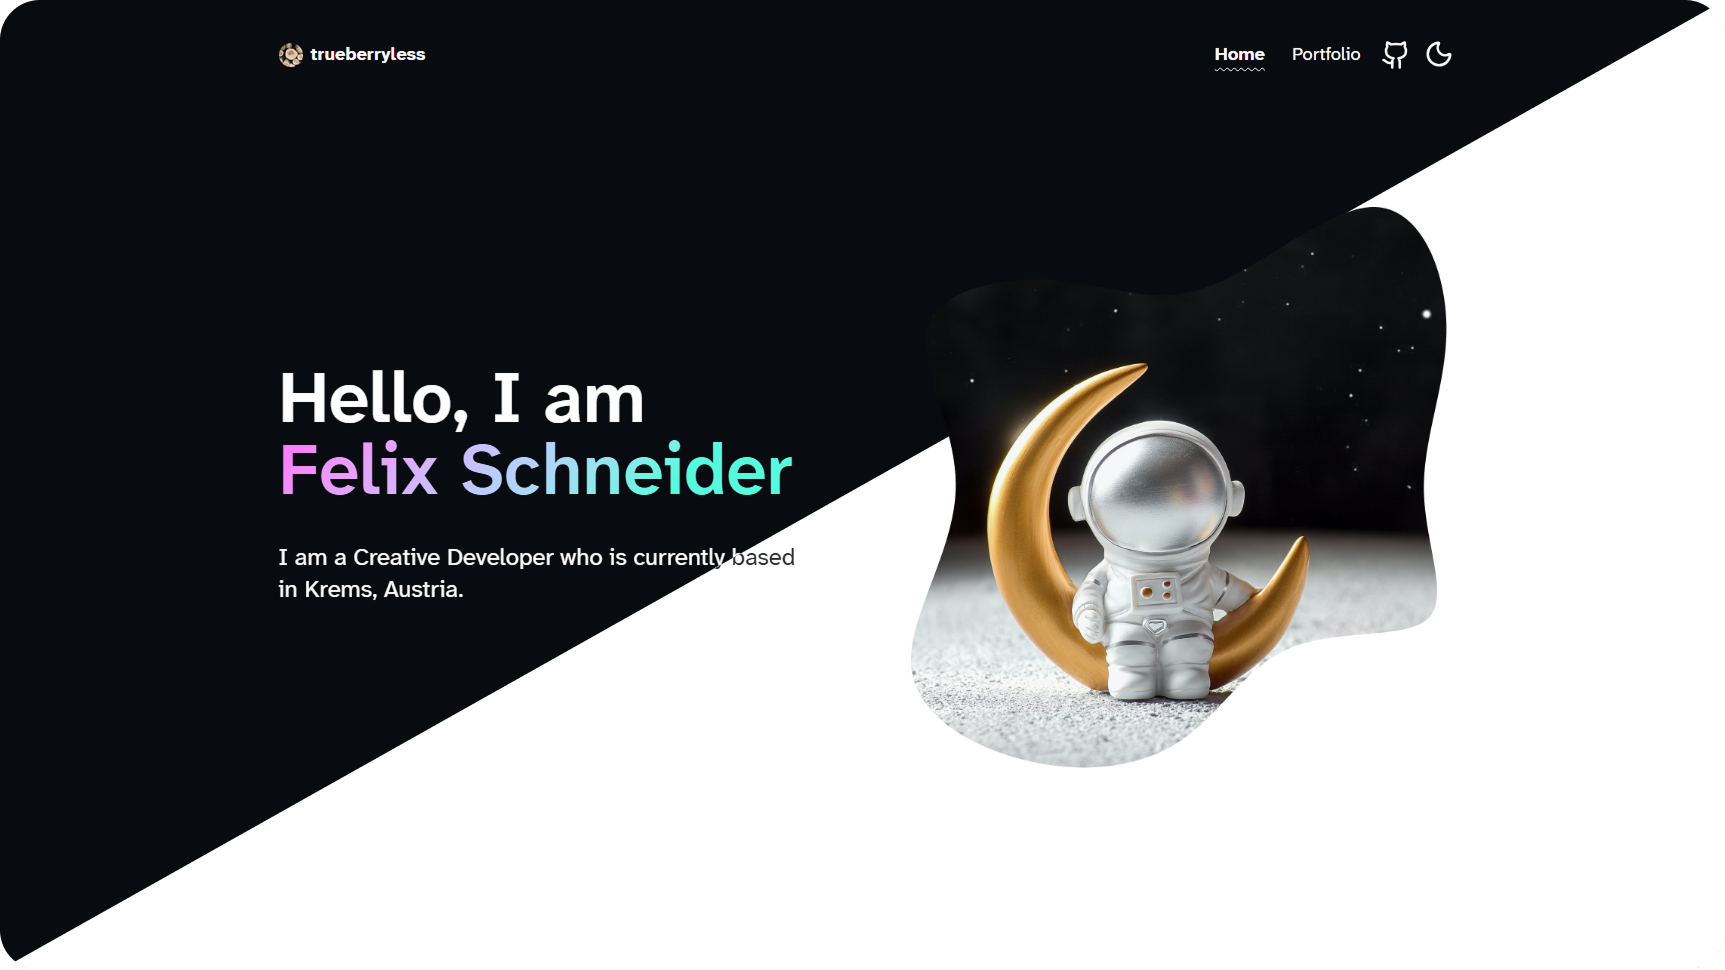 trueberryless
Home
Portfolio
Hello, I am
Felix Schneider
I am a Creative Developer who is currently based
in Krems, Austria.